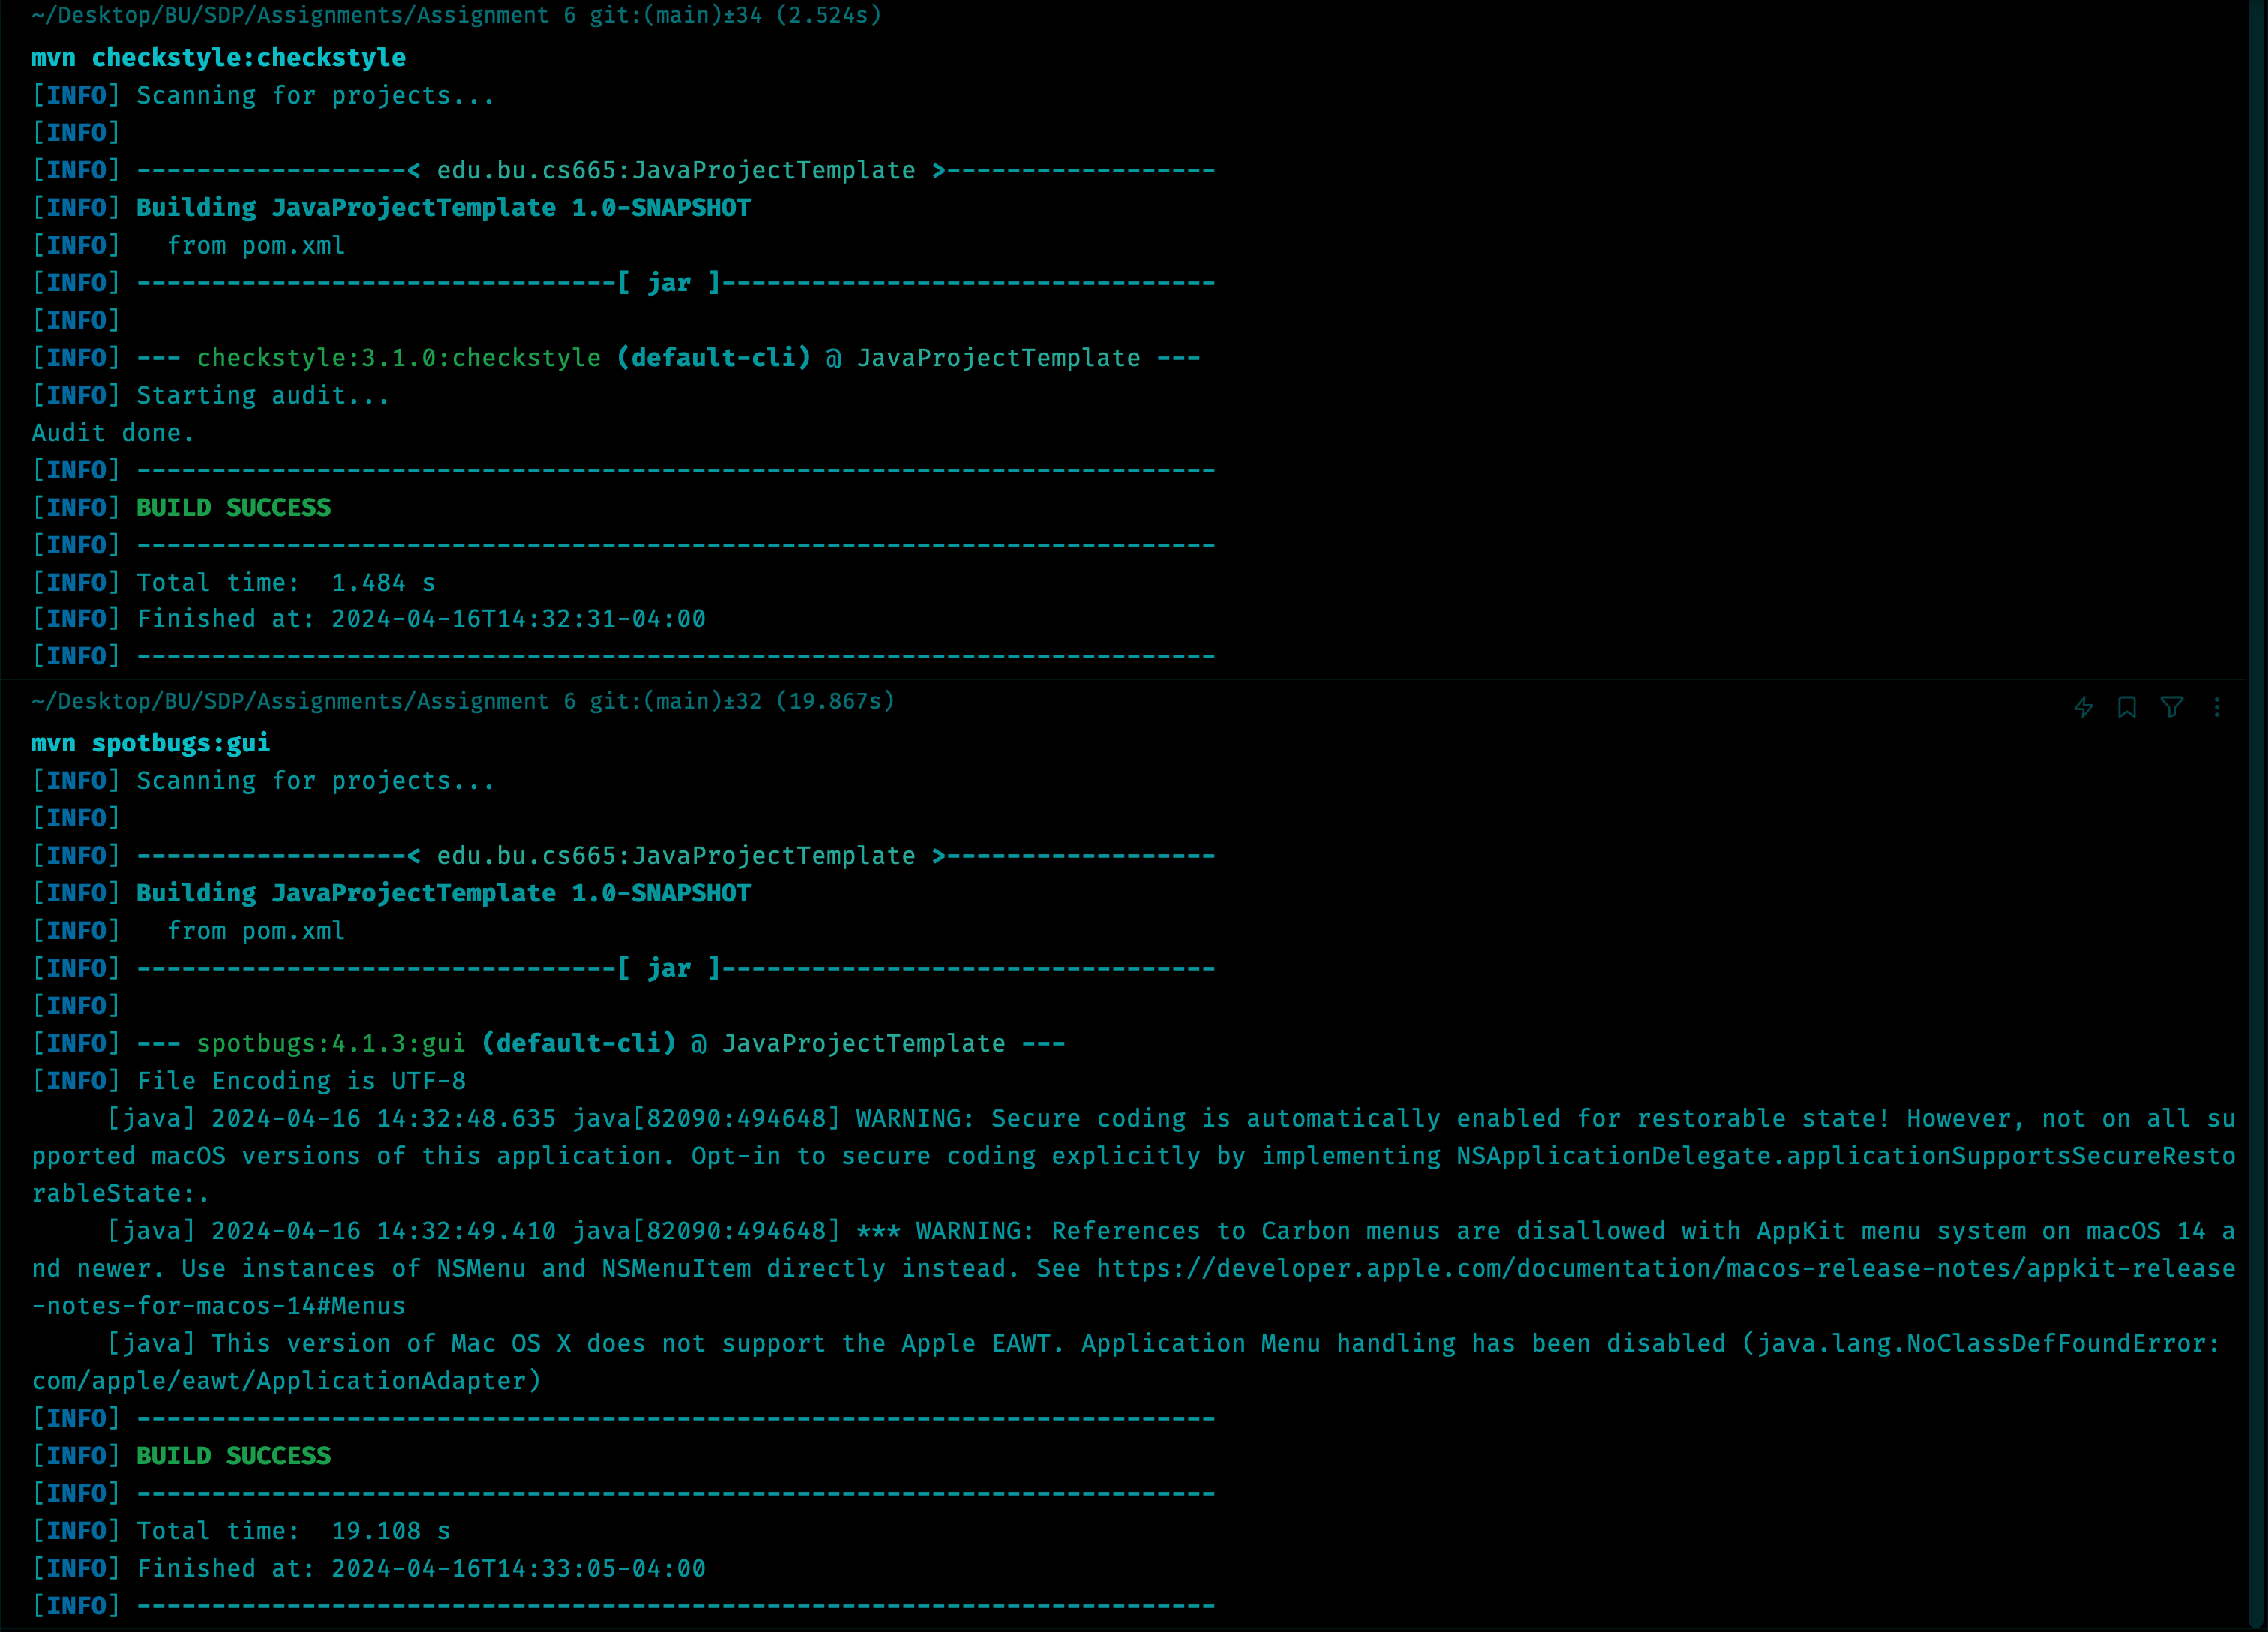 ~/Desktop/BU/SDP/Assignments/Assignment 6 git:(main)±34 (2.524s)
mvn checkstyle:checkstyle
[INFO] Scanning for projects...
[INFO]
[INFO] ------------------< edu.bu.cs665:JavaProjectTemplate >------------------
[INFO] Building JavaProjectTemplate 1.0-SNAPSHOT
[INFO]   from pom.xml
[INFO] --------------------------------[ jar ]---------------------------------
[INFO]
[INFO] --- checkstyle:3.1.0:checkstyle (default-cli) @ JavaProjectTemplate ---
[INFO] Starting audit...
Audit done.
[INFO] ------------------------------------------------------------------------
[INFO] BUILD SUCCESS
[INFO] ------------------------------------------------------------------------
[INFO] Total time:  1.484 s
[INFO] Finished at: 2024-04-16T14:32:31-04:00
[INFO] ------------------------------------------------------------------------
~/Desktop/BU/SDP/Assignments/Assignment 6 git:(main)±32 (19.867s)
mvn spotbugs:gui
[INFO] Scanning for projects...
[INFO]
[INFO] ------------------< edu.bu.cs665:JavaProjectTemplate >------------------
[INFO] Building JavaProjectTemplate 1.0-SNAPSHOT
[INFO]   from pom.xml
[INFO] --------------------------------[ jar ]---------------------------------
[INFO]
[INFO] --- spotbugs:4.1.3:gui (default-cli) @ JavaProjectTemplate ---
[INFO] File Encoding is UTF-8
     [java] 2024-04-16 14:32:48.635 java[82090:494648] WARNING: Secure coding is automatically enabled for restorable state! However, not on all su
pported macOS versions of this application. Opt-in to secure coding explicitly by implementing NSApplicationDelegate.applicationSupportsSecureResto
rableState:.
     [java] 2024-04-16 14:32:49.410 java[82090:494648] *** WARNING: References to Carbon menus are disallowed with AppKit menu system on macOS 14 a
nd newer. Use instances of NSMenu and NSMenuItem directly instead. See https://developer.apple.com/documentation/macos-release-notes/appkit-release
-notes-for-macos-14#Menus
     [java] This version of Mac OS X does not support the Apple EAWT. Application Menu handling has been disabled (java.lang.NoClassDefFoundError:
com/apple/eawt/ApplicationAdapter)
[INFO] ------------------------------------------------------------------------
[INFO] BUILD SUCCESS
[INFO] ------------------------------------------------------------------------
[INFO] Total time:  19.108 s
[INFO] Finished at: 2024-04-16T14:33:05-04:00
[INFO] ------------------------------------------------------------------------